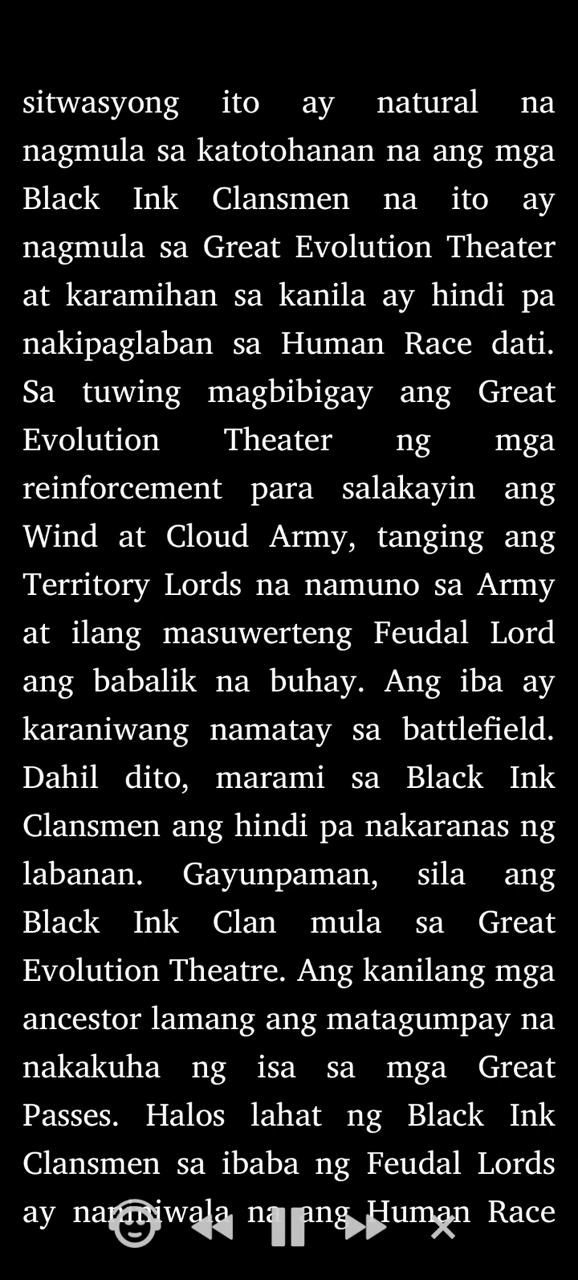 sitwasyong ito ay natural na
nagmula sa katotohanan na ang mga
Black Ink Clansmen na ito ay
nagmula sa Great Evolution Theater
at karamihan sa kanila ay hindi pa
nakipaglaban sa Human Race dati.
Sa tuwing magbibigay ang Great
Evolution Theater ng mga
reinforcement para salakayin ang
Wind at Cloud Army, tanging ang
Territory Lords na namuno sa Army
at ilang masuwerteng Feudal Lord
ang babalik na buhay. Ang iba ay
karaniwang namatay sa battlefield.
Dahil dito, marami sa Black Ink
Clansmen ang hindi pa nakaranas ng
labanan. Gayunpaman, sila ang
Black Ink Clan mula sa Great
Evolution Theatre. Ang kanilang mga
ancestor lamang ang matagumpay na
nakakuha ng isa sa mga Great
Passes. Halos lahat ng Black Ink
Clansmen sa ibaba ng Feudal Lords
ay naniniwala na ang Human Race